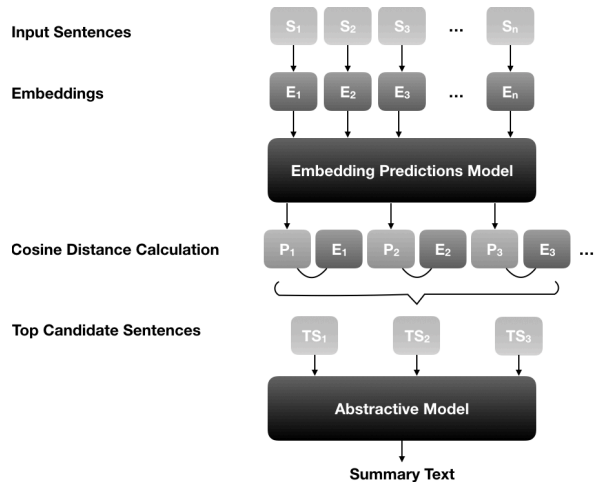 Input Sentences S1 S2 S3 ... Sn
Embeddings E1 E2 E3 ... En
Embedding Predictions Model
Cosine Distance Calculation P1 E1 P2 E2 P3 E3 ...
Top Candidate Sentences TS1 TS2 TS3
Abstractive Model
Summary Text